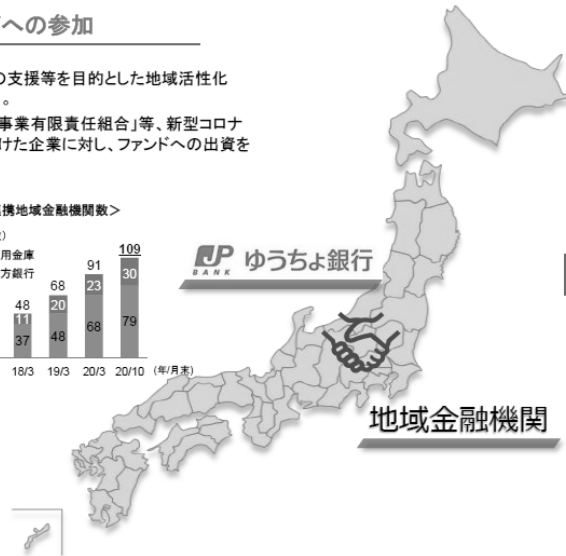 への参加
の支援等を目的とした地域活性化
。
事業有限責任組合」等、新型コロナ
けた企業に対し、ファンドへの出資を
携地域金融機関数＞
用金庫
方銀行
48
11
37
68
20
48
91
23
68
109
30
79
18/3 19/3 20/3 20/10 (年/月末)
JP
BANK
ゆうちょ銀行
地域金融機関